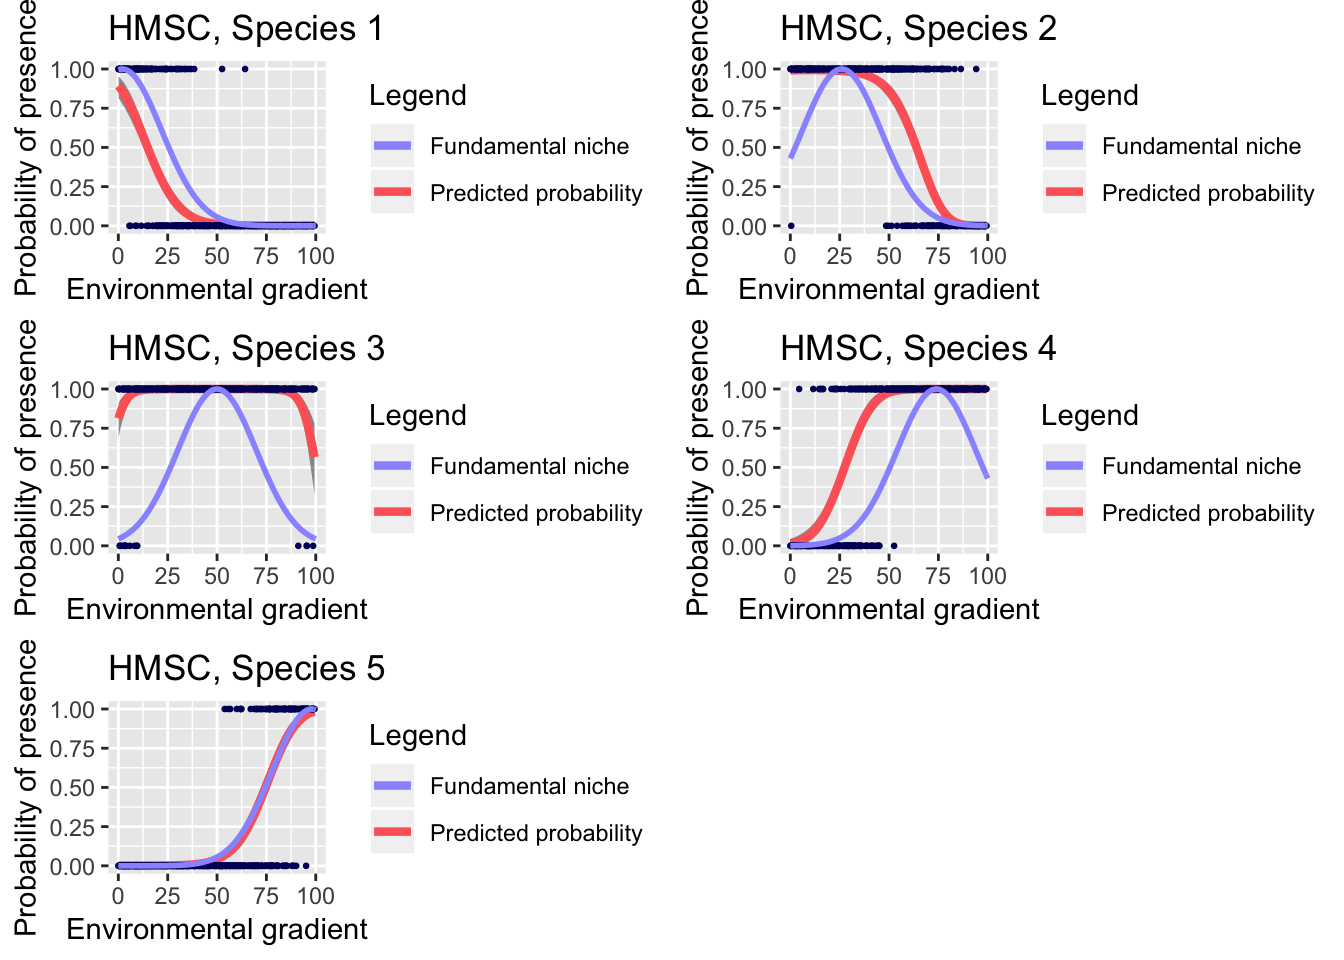 HMSC, Species 1
Probability of presence
1.00
0.75
0.50
0.25
0.00
0 25 50 75 100
Environmental gradient
Legend
Fundamental niche
Predicted probability
HMSC, Species 2
Probability of presence
1.00
0.75
0.50
0.25
0.00
0 25 50 75 100
Environmental gradient
Legend
Fundamental niche
Predicted probability
HMSC, Species 3
Probability of presence
1.00
0.75
0.50
0.25
0.00
0 25 50 75 100
Environmental gradient
Legend
Fundamental niche
Predicted probability
HMSC, Species 4
Probability of presence
1.00
0.75
0.50
0.25
0.00
0 25 50 75 100
Environmental gradient
Legend
Fundamental niche
Predicted probability
HMSC, Species 5
Probability of presence
1.00
0.75
0.50
0.25
0.00
0 25 50 75 100
Environmental gradient
Legend
Fundamental niche
Predicted probability